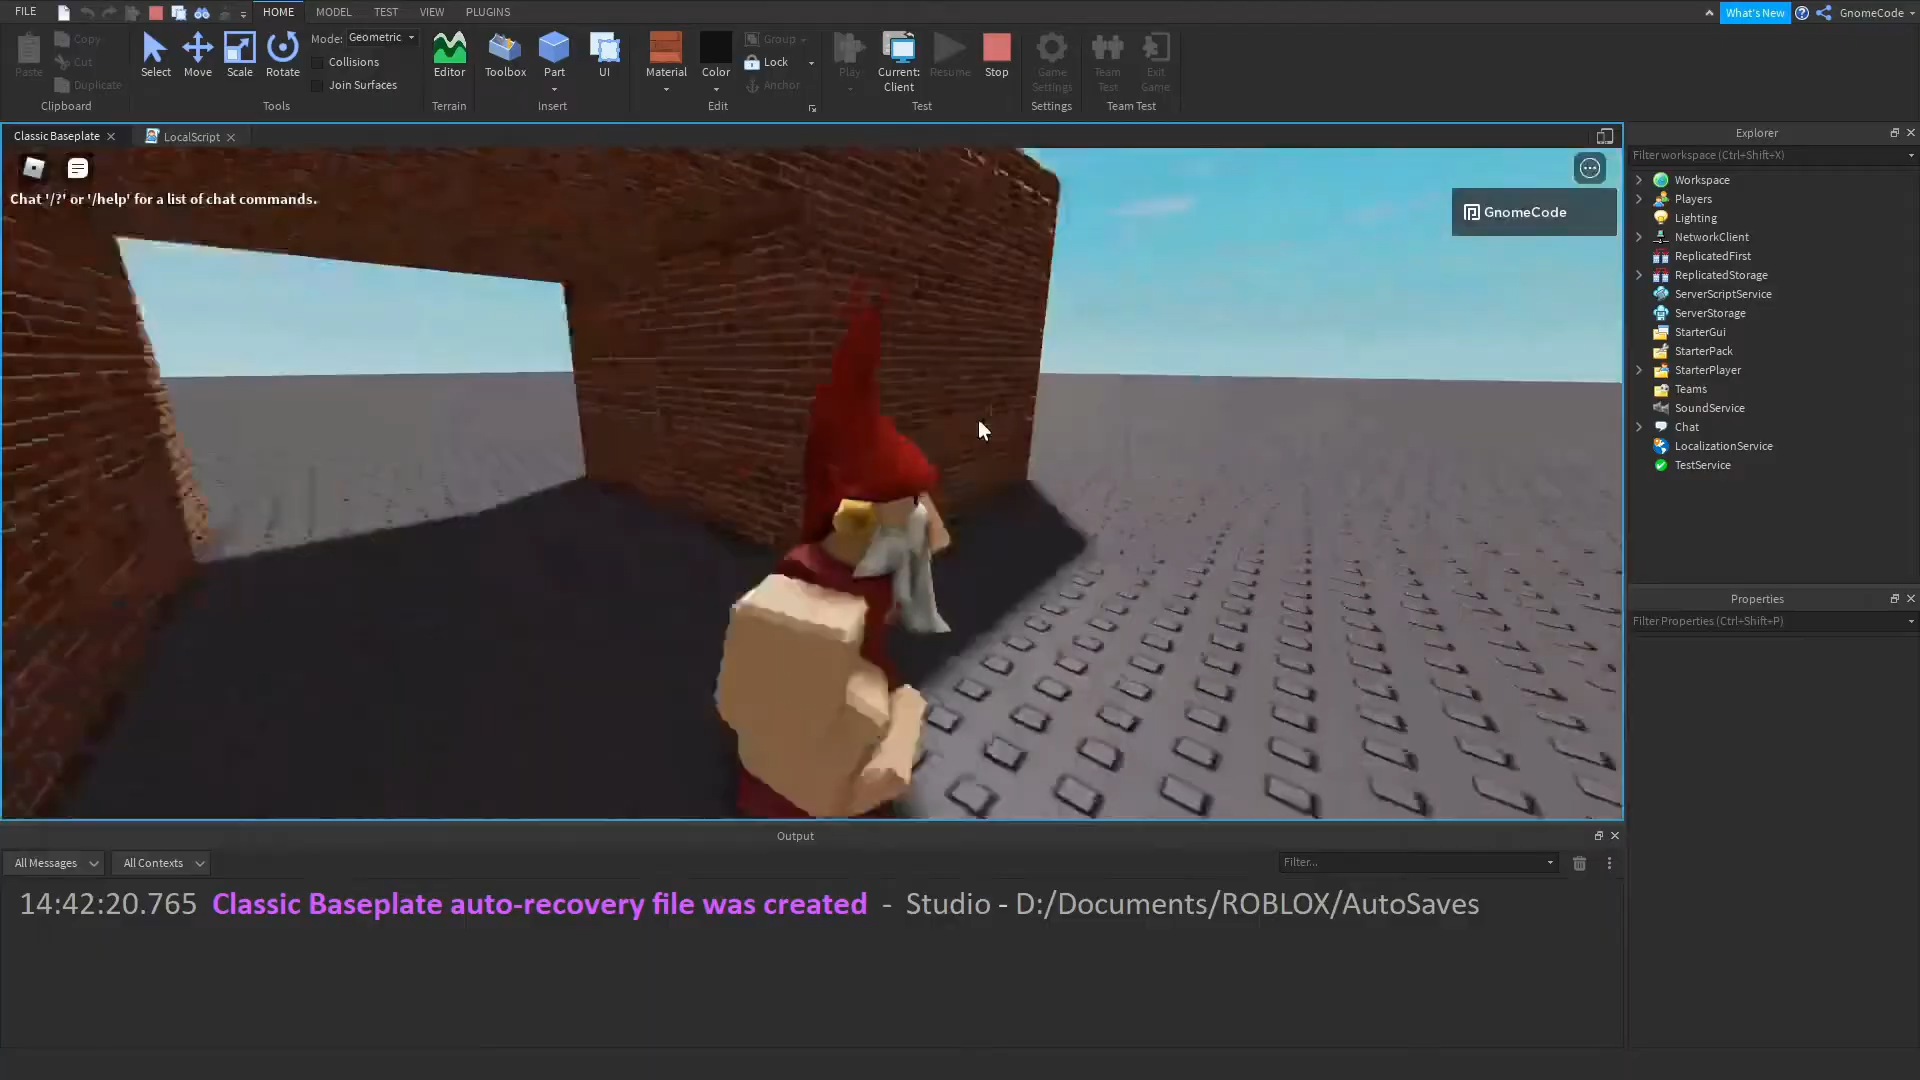 FILE
HOME
MODEL
TEST
VIEW
PLUGINS
What's New
GnomeCode
Paste
Copy
Cut
Duplicate
Clipboard
Select
Move
Scale
Rotate
Mode: Geometric
Collisions
Join Surfaces
Tools
Editor
Terrain
Toolbox
Part
UI
Insert
Material
Color
Group
Lock
Anchor
Edit
Play
Current:
Client
Resume
Stop
Test
Game
Settings
Settings
Team
Test
Exit
Game
Team Test
Classic Baseplate
LocalScript
Chat '/?' or '/help' for a list of chat commands.
GnomeCode
Explorer
Filter workspace (Ctrl+Shift+X)
Workspace
Players
Lighting
NetworkClient
ReplicatedFirst
ReplicatedStorage
ServerScriptService
ServerStorage
StarterGui
StarterPack
StarterPlayer
Teams
SoundService
Chat
LocalizationService
TestService
Properties
Filter Properties (Ctrl+Shift+P)
Output
All Messages
All Contexts
Filter...
14:42:20.765 Classic Baseplate auto-recovery file was created - Studio - D:/Documents/ROBLOX/AutoSaves